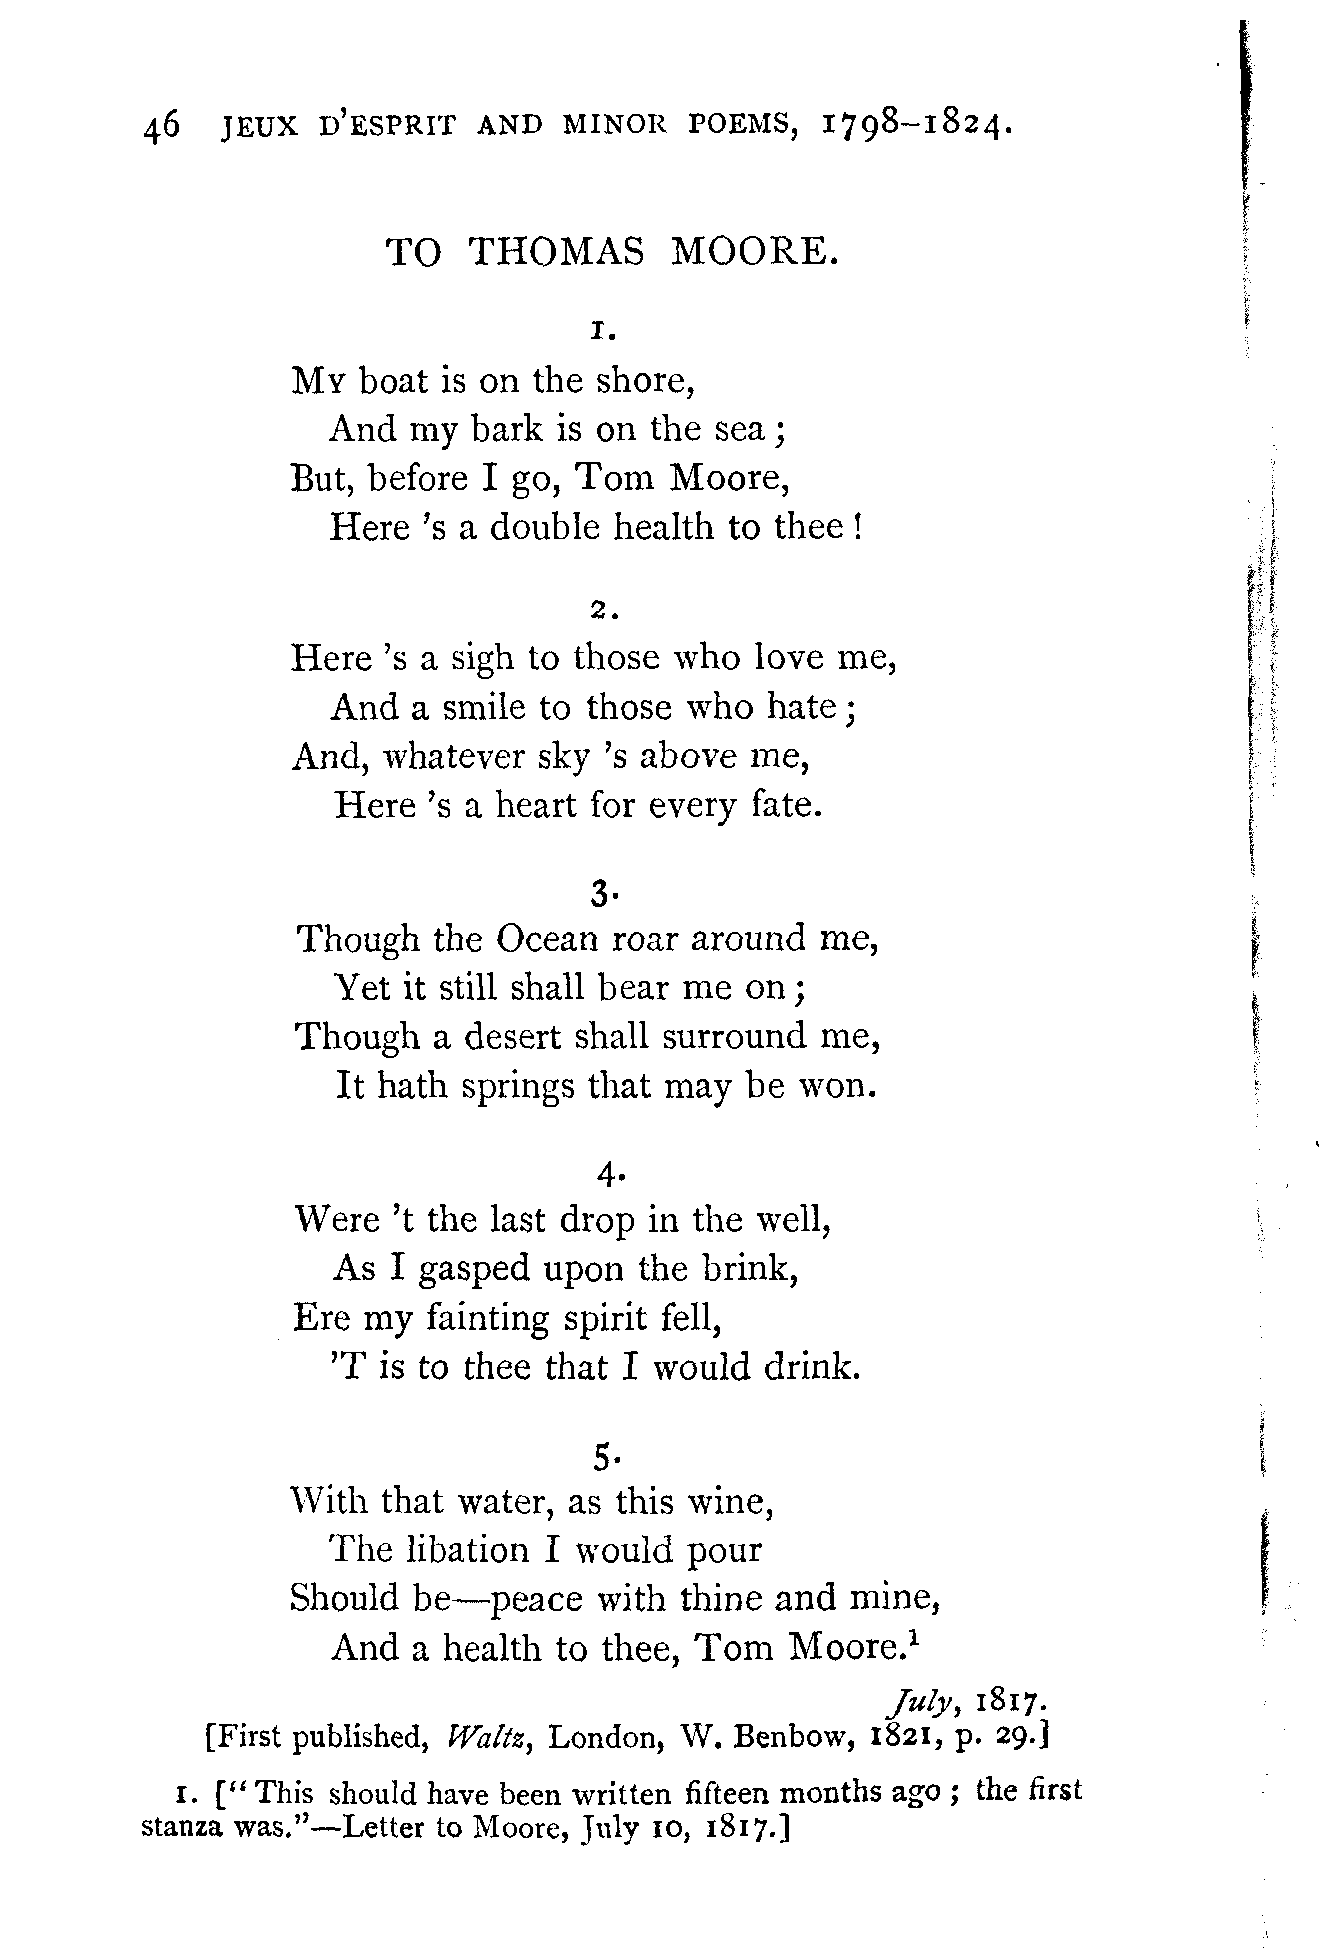 46 JEUX D'ESPRIT AND MINOR POEMS, 1798–1824.
TO THOMAS MOORE.
1.
My boat is on the shore,
And my bark is on the sea;
But, before I go, Tom Moore,
Here 's a double health to thee!
2.
Here 's a sigh to those who love me,
And a smile to those who hate;
And, whatever sky 's above me,
Here 's a heart for every fate.
3.
Though the Ocean roar around me,
Yet it still shall bear me on;
Though a desert shall surround me,
It hath springs that may be won.
4.
Were 't the last drop in the well,
As I gasped upon the brink,
Ere my fainting spirit fell,
'T is to thee that I would drink.
5.
With that water, as this wine,
The libation I would pour
Should be—peace with thine and mine,
And a health to thee, Tom Moore.¹
July, 1817.
[First published, Waltz, London, W. Benbow, 1821, p. 29.]
1. ["This should have been written fifteen months ago; the first
stanza was."—Letter to Moore, July 10, 1817.]